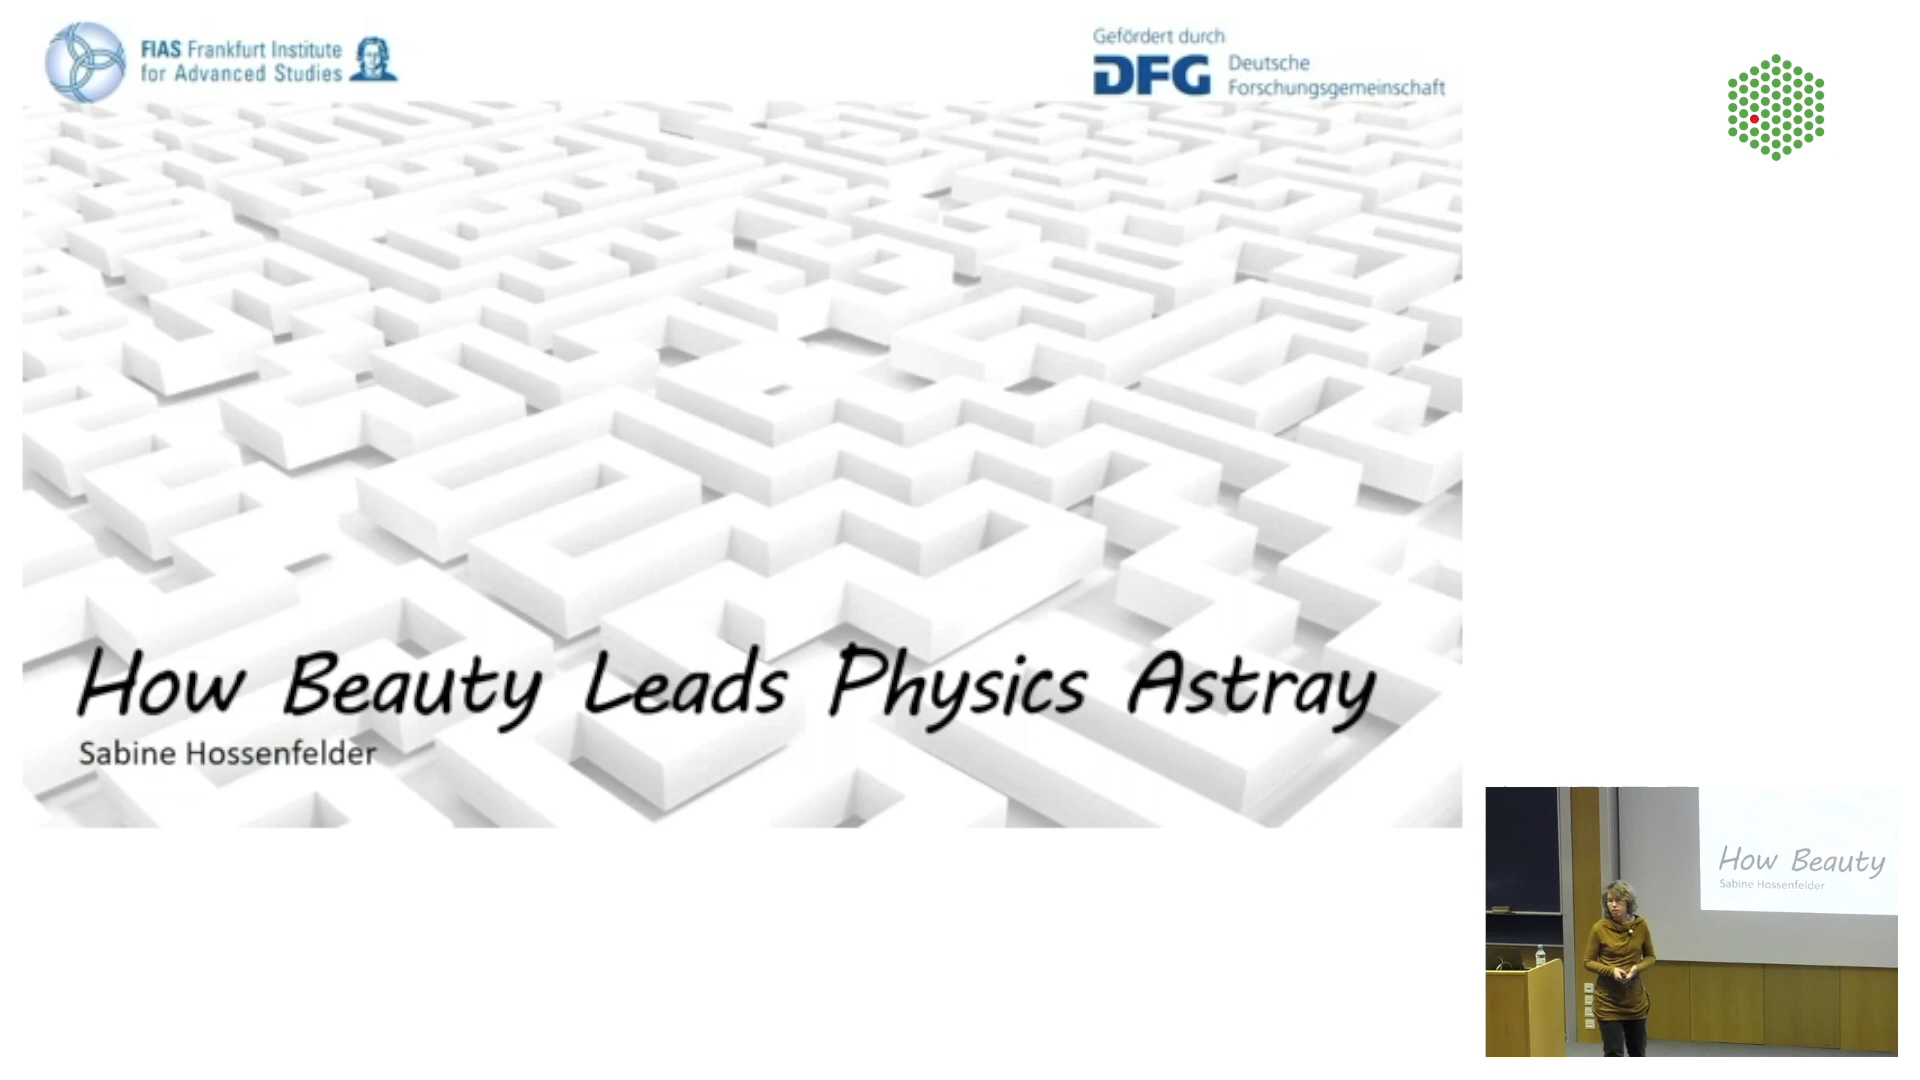 FIAS Frankfurt Institute
for Advanced Studies
Gefördert durch
DFG Deutsche
Forschungsgemeinschaft
How Beauty Leads Physics Astray
Sabine Hossenfelder
How Beauty
Sabine Hossenfelder